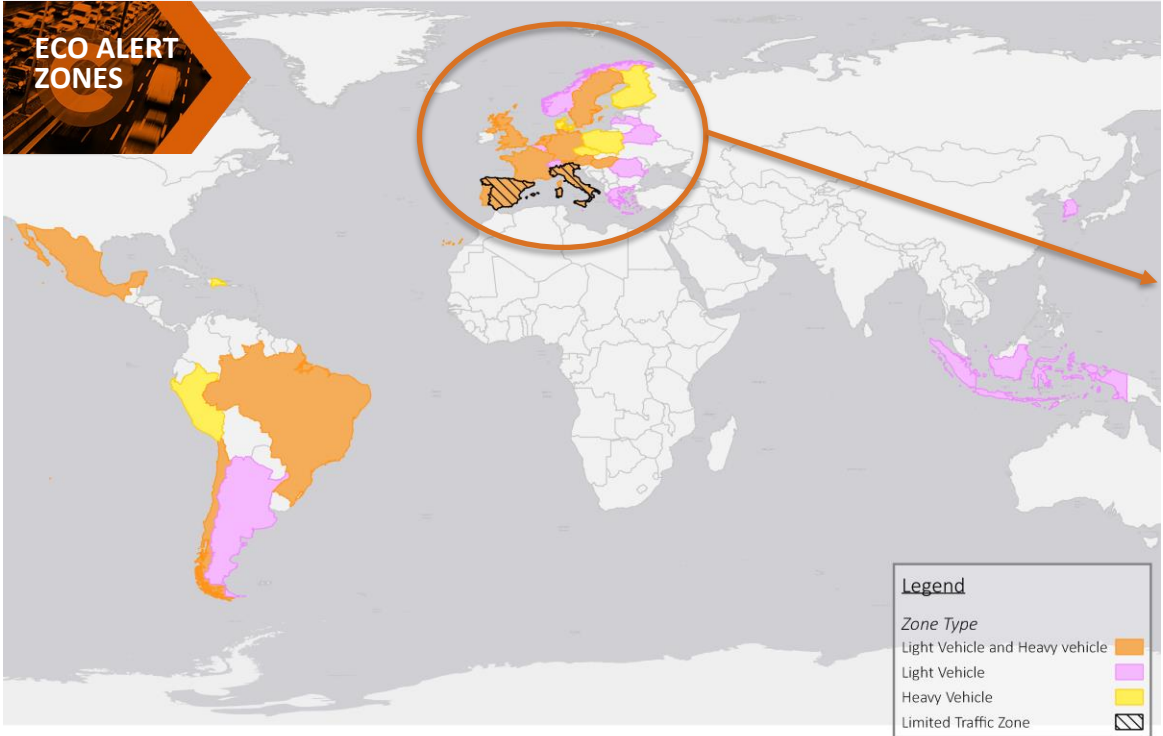 ECO ALERT
ZONES
Legend
Zone Type
Light Vehicle and Heavy vehicle
Light Vehicle
Heavy Vehicle
Limited Traffic Zone